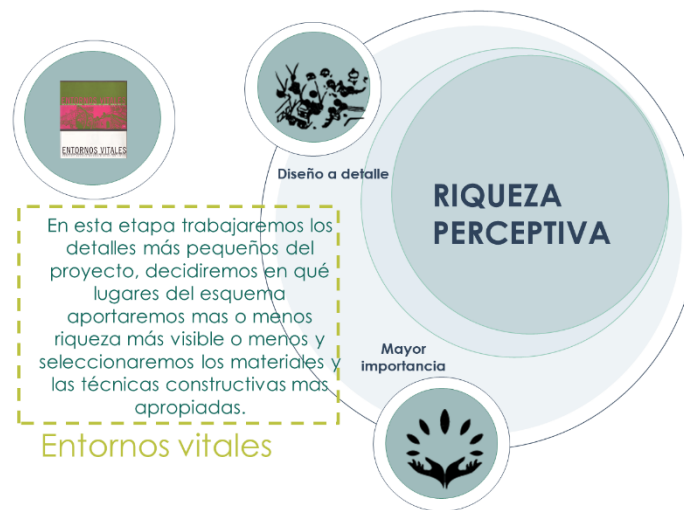 ENTORNOS VITALES
Diseño a detalle
RIQUEZA
PERCEPTIVA
En esta etapa trabajaremos los
detalles más pequeños del
proyecto, decidiremos en qué
lugares del esquema
aportaremos mas o menos
riqueza más visible o menos y
seleccionaremos los materiales y
las técnicas constructivas mas
apropiadas.
Mayor
importancia
Entornos vitales